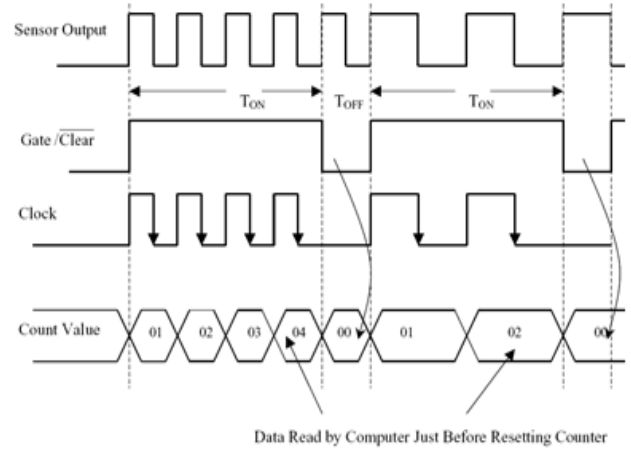 Sensor Output
TON TOFF TON
Gate /Clear
Clock
Count Value 01 02 03 04 00 01 02 00
Data Read by Computer Just Before Resetting Counter